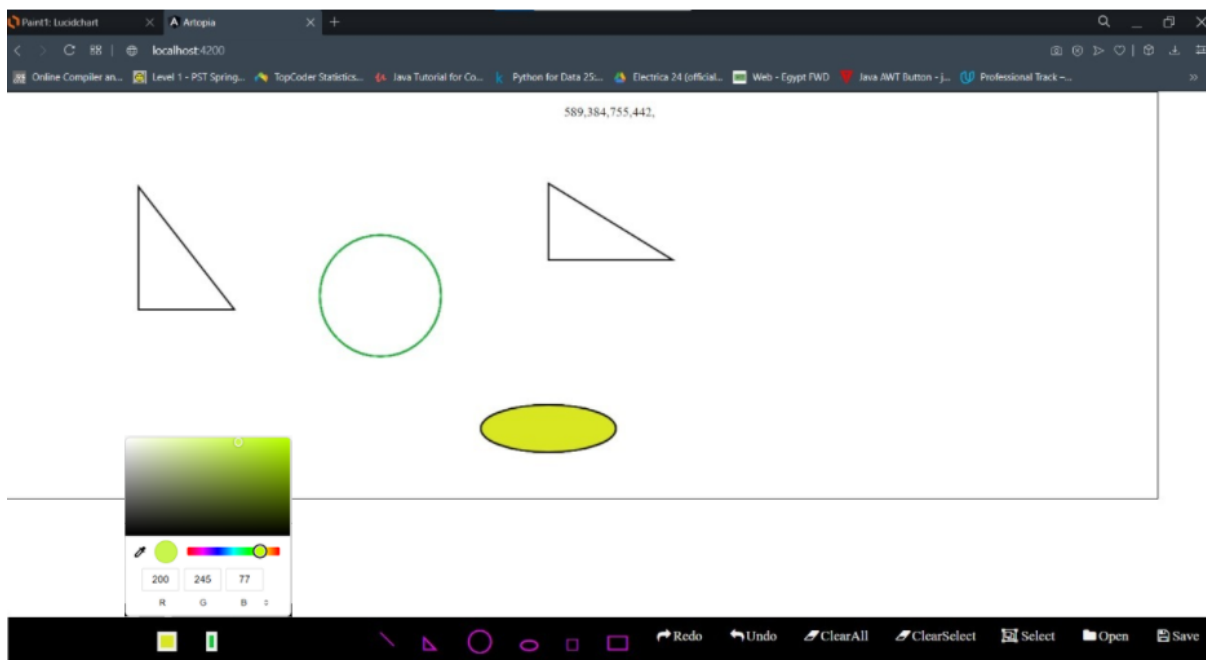 Paint1: Lucidchart
Artopia
localhost:4200
Online Compiler an...
Level 1 - PST Spring...
TopCoder Statistics...
Java Tutorial for Co...
Python for Data 25:...
Electrica 24 (official...
Web - Egypt FWD
Java AWT Button - j...
Professional Track –...
589,384,755,442,
200 245 77
R G B
Redo Undo ClearAll ClearSelect Select Open Save